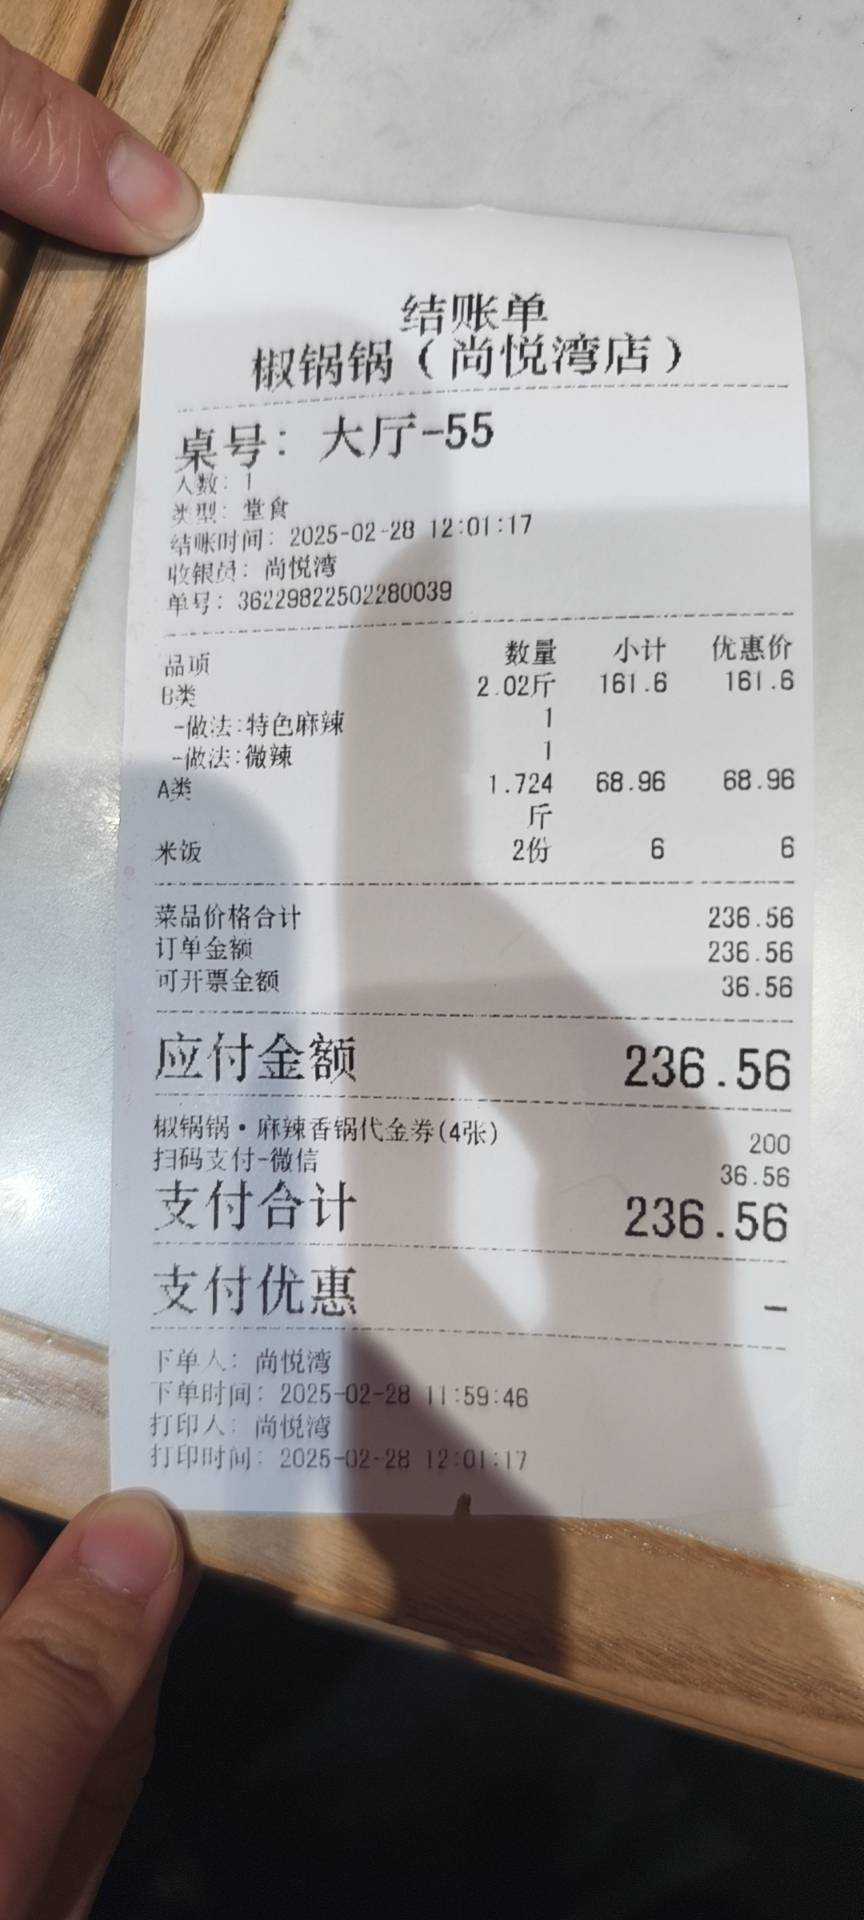 结账单
椒锅锅（尚悦湾店）
桌号：大厅-55
人数：1
类型：堂食
结账时间：2025-02-28 12:01:17
收银员：尚悦湾
单号：36229822502280039
品项 数量 小计 优惠价
B类 2.02斤 161.6 161.6
-做法:特色麻辣 1
-做法:微辣 1
A类 1.724 68.96 68.96
斤
米饭 2份 6 6
菜品价格合计 236.56
订单金额 236.56
可开票金额 36.56
应付金额 236.56
椒锅锅·麻辣香锅代金券(4张) 200
扫码支付-微信 36.56
支付合计 236.56
支付优惠 –
下单人：尚悦湾
下单时间：2025-02-28 11:59:46
打印人：尚悦湾
打印时间：2025-02-28 12:01:17